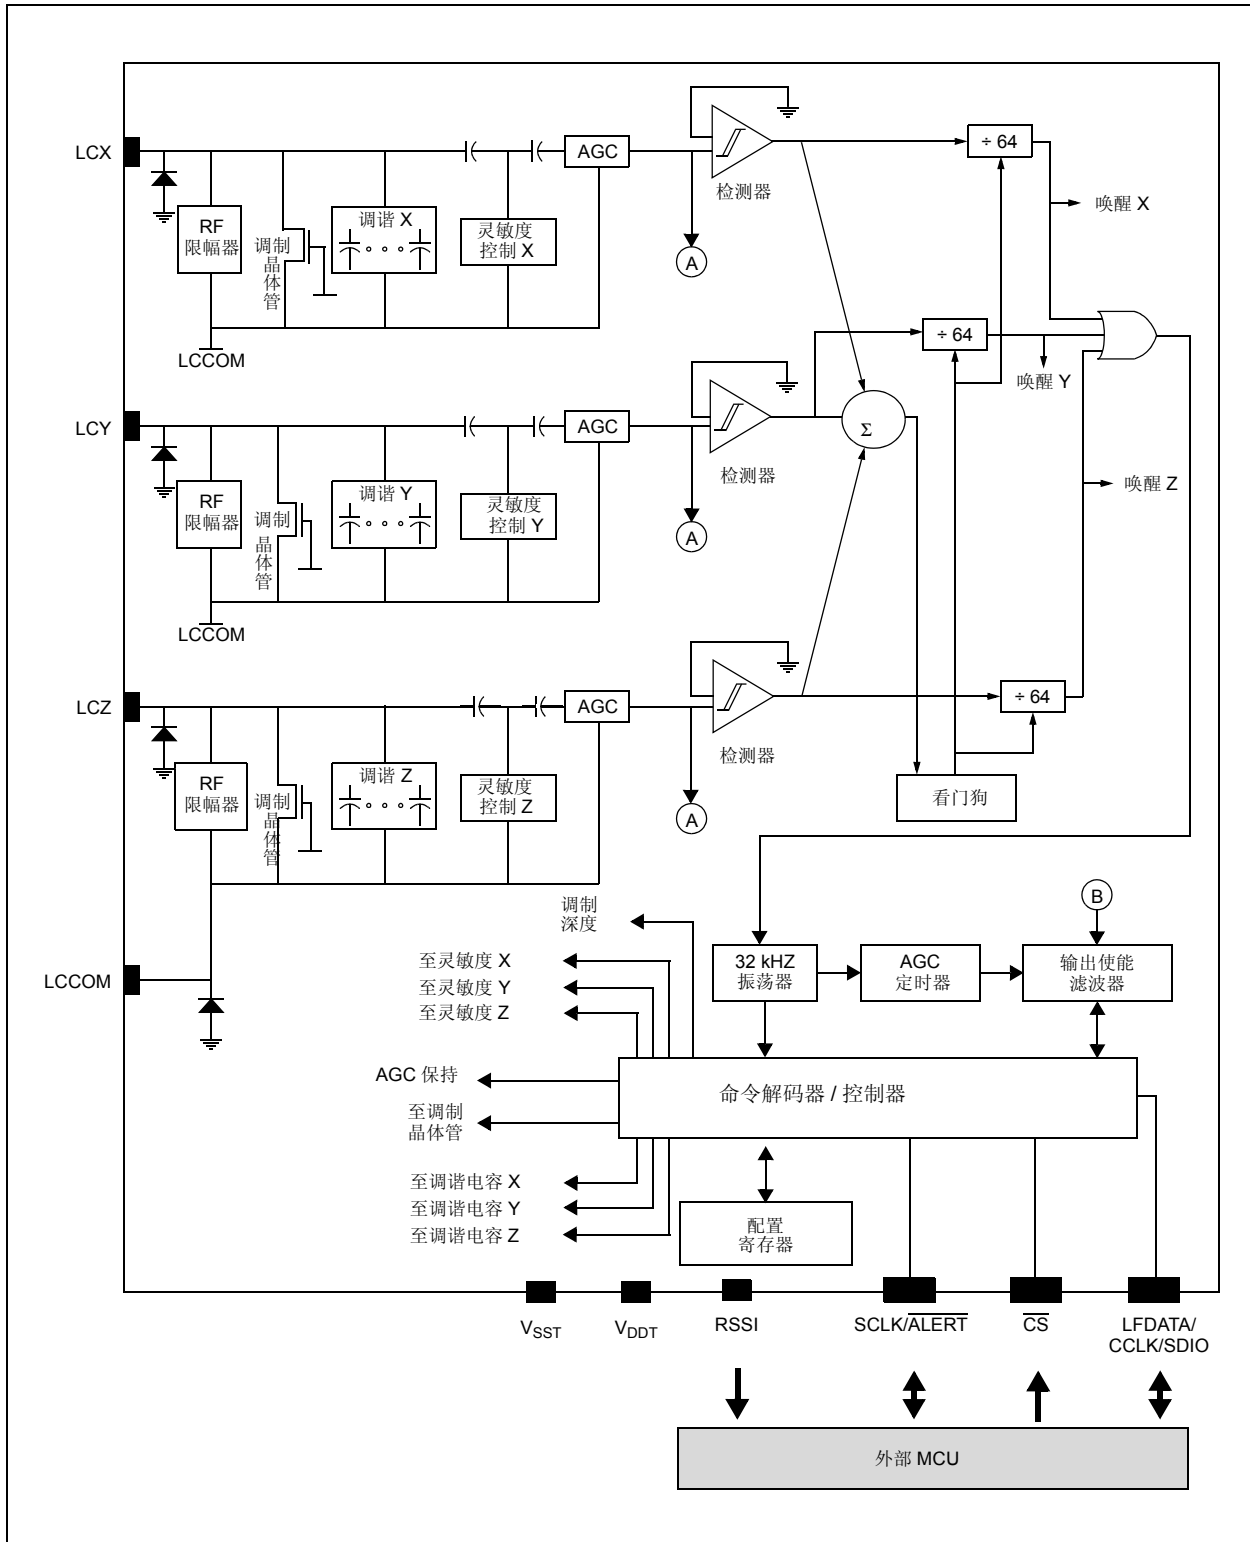 LCX
AGC
÷ 64
检测器
唤醒 X
RF
限幅器
调制
晶
体
管
调谐 X
灵敏度
控制 X
A
LCCOM
÷ 64
唤醒 Y
LCY
AGC
Σ
检测器
唤醒 Z
RF
限幅器
调制
晶
体
管
调谐 Y
灵敏度
控制 Y
A
LCCOM
LCZ
AGC
÷ 64
检测器
RF
限幅器
调制
晶
体
管
调谐 Z
灵敏度
控制 Z
A
看门狗
调制
深度
B
LCCOM
至灵敏度 X
至灵敏度 Y
至灵敏度 Z
32 kHZ
振荡器
AGC
定时器
输出使能
滤波器
AGC 保持
至调制
晶体管
命令解码器 / 控制器
至调谐电容 X
至调谐电容 Y
至调谐电容 Z
配置
寄存器
VSST
VDDT
RSSI
SCLK/ALERT
CS
LFDATA/
CCLK/SDIO
外部 MCU